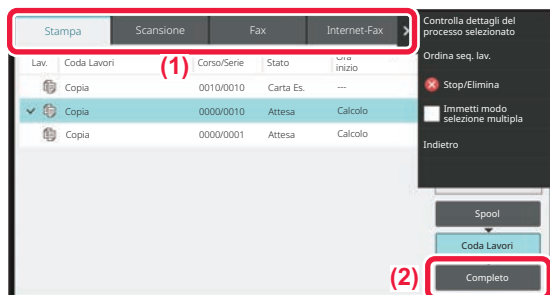 Stampa Scansione Fax Internet-Fax
Controlla dettagli del
processo selezionato
Lav. Coda Lavori (1) Corso/Serie Stato Ora
inizio
Ordina seq. lav.
Copia 0010/0010 Carta Es. ---
Stop/Elimina
Copia 0000/0010 Attesa Calcolo
Immetti modo
selezione multipla
Copia 0000/0001 Attesa Calcolo
Indietro
Spool
Coda Lavori
(2) Completo